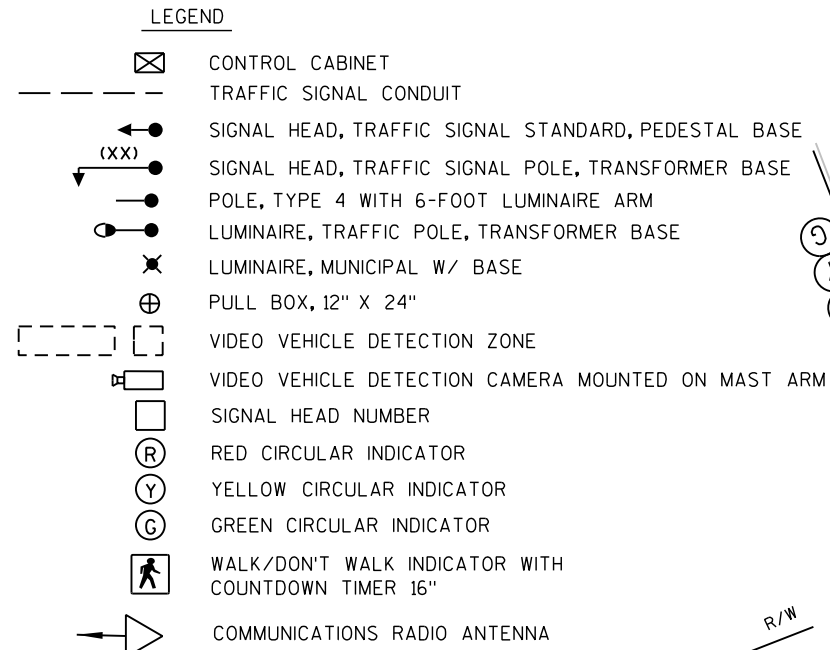 LEGEND
CONTROL CABINET
TRAFFIC SIGNAL CONDUIT
SIGNAL HEAD, TRAFFIC SIGNAL STANDARD, PEDESTAL BASE
(XX)
SIGNAL HEAD, TRAFFIC SIGNAL POLE, TRANSFORMER BASE
POLE, TYPE 4 WITH 6-FOOT LUMINAIRE ARM
LUMINAIRE, TRAFFIC POLE, TRANSFORMER BASE
LUMINAIRE, MUNICIPAL W/ BASE
PULL BOX, 12" X 24"
VIDEO VEHICLE DETECTION ZONE
VIDEO VEHICLE DETECTION CAMERA MOUNTED ON MAST ARM
SIGNAL HEAD NUMBER
R RED CIRCULAR INDICATOR
Y YELLOW CIRCULAR INDICATOR
G GREEN CIRCULAR INDICATOR
WALK/DON'T WALK INDICATOR WITH
COUNTDOWN TIMER 16"
COMMUNICATIONS RADIO ANTENNA
R/W